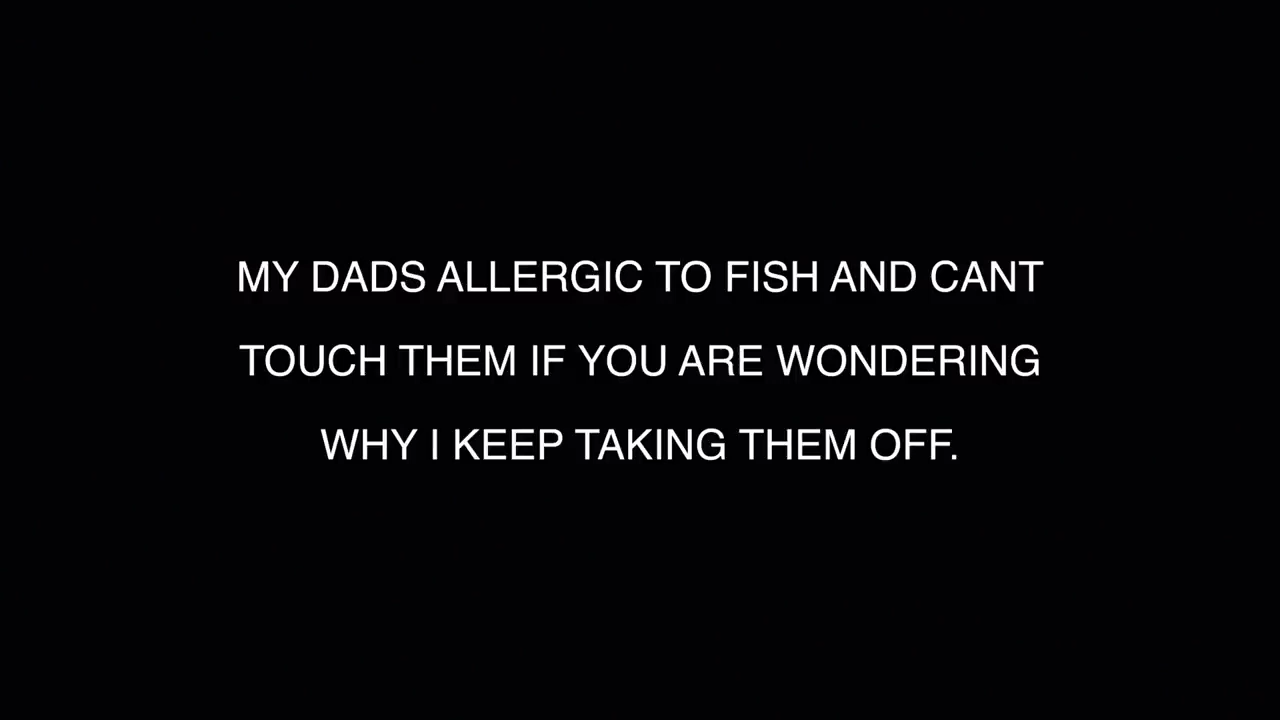 MY DADS ALLERGIC TO FISH AND CANT
TOUCH THEM IF YOU ARE WONDERING
WHY I KEEP TAKING THEM OFF.